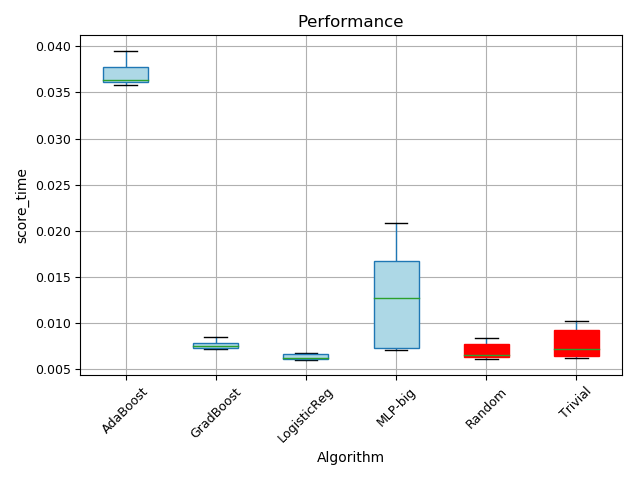 Performance
0.040
0.035
0.030
0.025
0.020
0.015
0.010
0.005
score_time
AdaBoost
GradBoost
LogisticReg
MLP-big
Random
Trivial
Algorithm